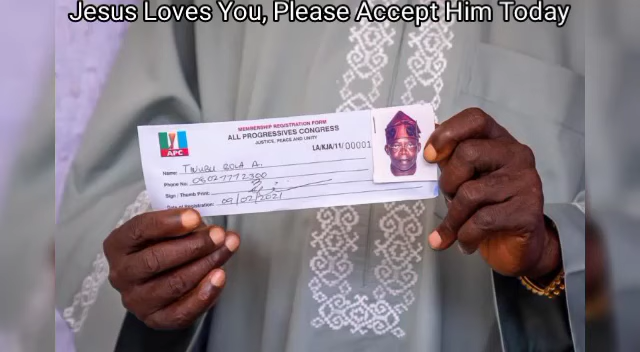 Jesus Loves You, Please Accept Him Today
MEMBERSHIP REGISTRATION FORM
ALL PROGRESSIVES CONGRESS
JUSTICE, PEACE AND UNITY
LA/KJA/11/00001
APC
Name: TINUBU BOLA A.
Phone No: 08027772300
Sign / Thumb Print:
Date of Registration: 09/02/2021